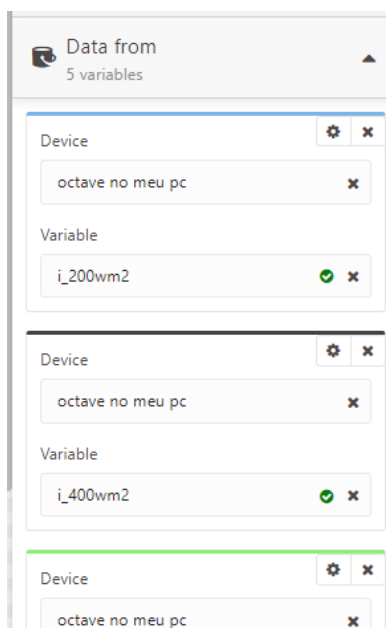 Data from
5 variables
Device
octave no meu pc
Variable
i_200wm2
Device
octave no meu pc
Variable
i_400wm2
Device
octave no meu pc